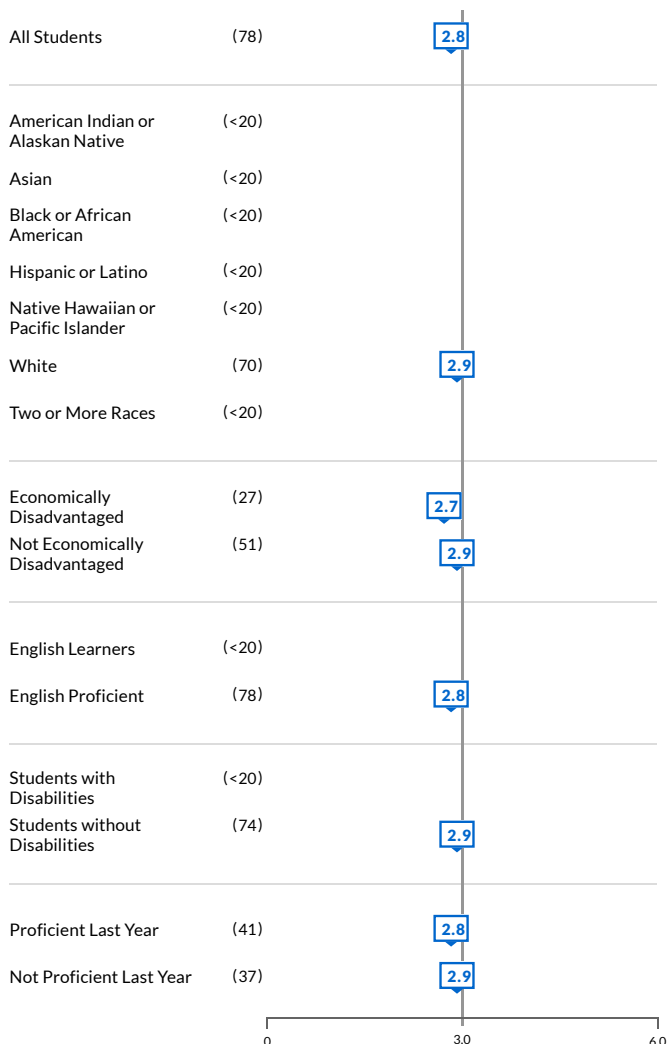 All Students (78) 2.8
American Indian or (<20)
Alaskan Native
Asian (<20)
Black or African (<20)
American
Hispanic or Latino (<20)
Native Hawaiian or (<20)
Pacific Islander
White (70) 2.9
Two or More Races (<20)
Economically (27) 2.7
Disadvantaged
Not Economically (51) 2.9
Disadvantaged
English Learners (<20)
English Proficient (78) 2.8
Students with (<20)
Disabilities
Students without (74) 2.9
Disabilities
Proficient Last Year (41) 2.8
Not Proficient Last Year (37) 2.9
0 3.0 6.0